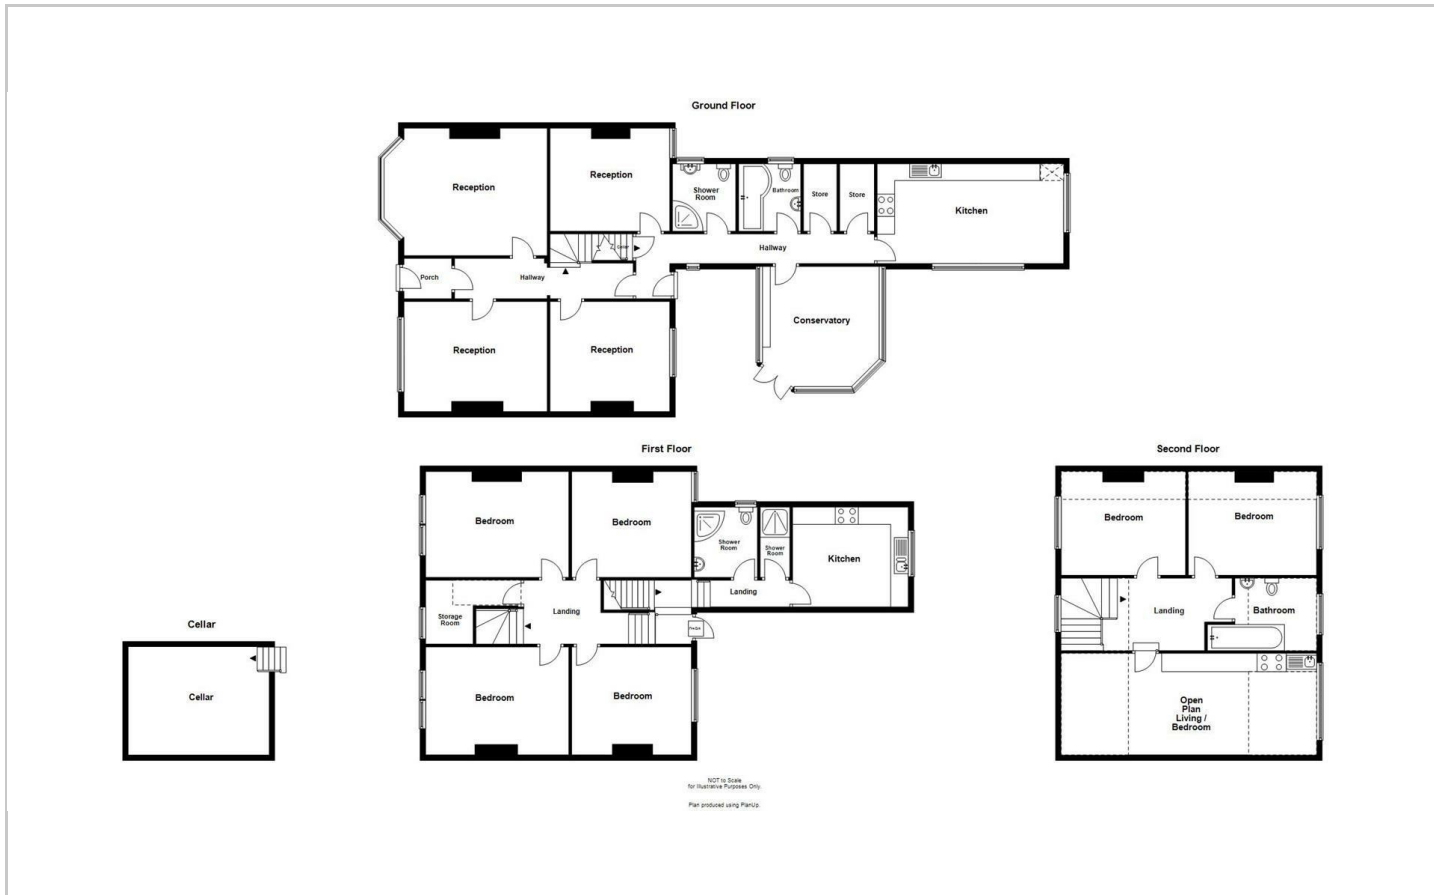 Ground Floor
Reception
Reception
Shower
Room
Bathroom
Store
Store
Kitchen
Hallway
Porch
Hallway
Reception
Reception
Conservatory
First Floor
Bedroom
Bedroom
Shower
Room
Shower
Room
Kitchen
Landing
Landing
Storage
Room
Bedroom
Bedroom
Second Floor
Bedroom
Bedroom
Landing
Bathroom
Open
Plan
Living /
Bedroom
Cellar
Cellar
NOT to Scale
for Illustrative Purposes Only.
Plan produced using PlanUp.